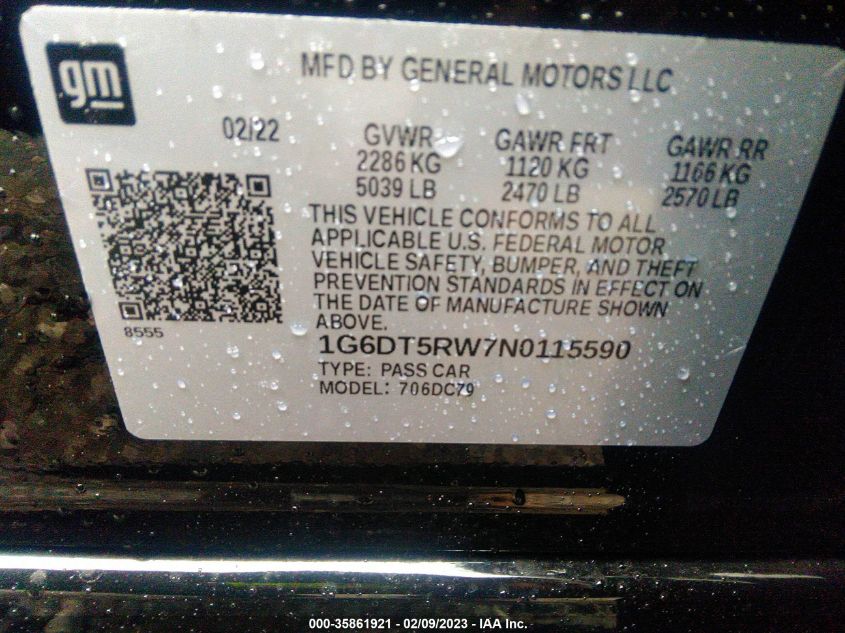 gm
MFD BY GENERAL MOTORS LLC
02/22
GVWR GAWR FRT GAWR RR
2286 KG 1120 KG 1166 KG
5039 LB 2470 LB 2570 LB
THIS VEHICLE CONFORMS TO ALL
APPLICABLE U.S. FEDERAL MOTOR
VEHICLE SAFETY, BUMPER, AND THEFT
PREVENTION STANDARDS IN EFFECT ON
THE DATE OF MANUFACTURE SHOWN
ABOVE.
8555
1G6DT5RW7N0115590
TYPE: PASS CAR
MODEL: 706DC79
000-35861921 - 02/09/2023 - IAA Inc.